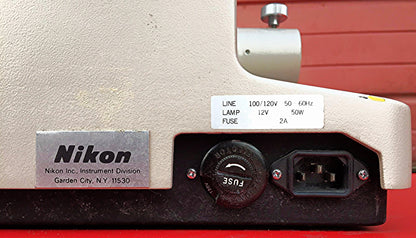 LINE 100/120V 50 60Hz
LAMP 12V 50W
FUSE 2A
Nikon
Nikon Inc. Instrument Division
Garden City, N.Y. 11530
FUSE